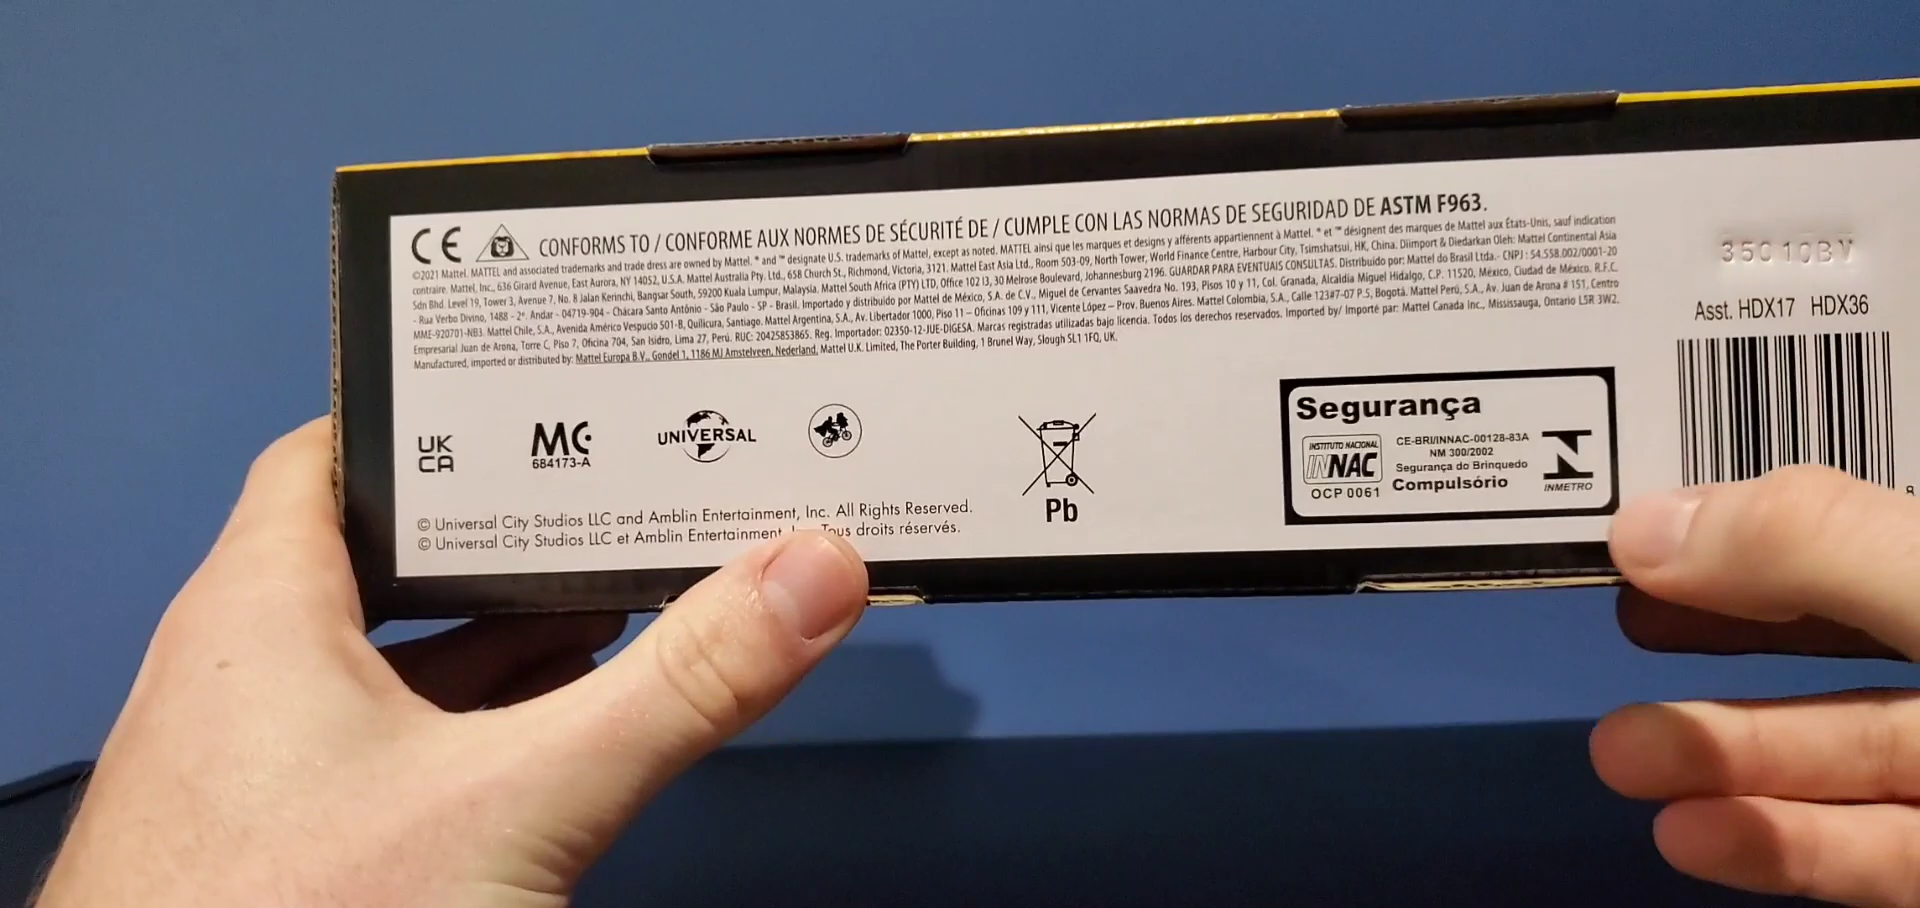 CE CONFORMS TO / CONFORME AUX NORMES DE SÉCURITÉ DE / CUMPLE CON LAS NORMAS DE SEGURIDAD DE ASTM F963.
©2021 Mattel. MATTEL and associated trademarks and trade dress are owned by Mattel. ® and ™ designate U.S. trademarks of Mattel, except as noted. MATTEL ainsi que les marques et designs y afférents appartiennent à Mattel. ® et ™ désignent des marques de Mattel aux États-Unis, sauf indication
contraire. Mattel, Inc., 636 Girard Avenue, East Aurora, NY 14052, U.S.A. Mattel Australia Pty. Ltd., 658 Church St., Richmond, Victoria, 3121. Mattel East Asia Ltd., Room 503-09, North Tower, World Finance Centre, Harbour City, Tsimshatsui, HK, China. Diimport & Diedarkan Oleh: Mattel Continental Asia
Sdn Bhd. Level 19, Tower 3, Avenue 7, No. 8 Jalan Kerinchi, Bangsar South, 59200 Kuala Lumpur, Malaysia. Mattel South Africa (PTY) LTD, Office 102 I3, 30 Melrose Boulevard, Johannesburg 2196. GUARDAR PARA EVENTUAIS CONSULTAS. Distribuido por: Mattel do Brasil Ltda.- CNPJ : 54.558.002/0001-20
- Rua Verbo Divino, 1488 - 2º. Andar - 04719-904 - Chácara Santo Antônio - São Paulo - SP - Brasil. Importado y distribuido por Mattel de México, S.A. de C.V., Miguel de Cervantes Saavedra No. 193, Pisos 10 y 11, Col. Granada, Alcaldía Miguel Hidalgo, C.P. 11520, México, Ciudad de México. R.F.C.
MME-920701-NB3. Mattel Chile, S.A., Avenida Américo Vespucio 501-B, Quilicura, Santiago. Mattel Argentina, S.A., Av. Libertador 1000, Piso 11 – Oficinas 109 y 111, Vicente López – Prov. Buenos Aires. Mattel Colombia, S.A., Calle 123#7-07 P.5, Bogotá. Mattel Perú, S.A., Av. Juan de Arona # 151, Centro
Empresarial Juan de Arona, Torre C, Piso 7, Oficina 704, San Isidro, Lima 27, Perú. RUC: 20425853865. Reg. Importador: 02350-12-JUE-DIGESA. Marcas registradas utilizadas bajo licencia. Todos los derechos reservados. Imported by/ Importé par: Mattel Canada Inc., Mississauga, Ontario L5R 3W2.
Manufactured, imported or distributed by: Mattel Europa B.V., Gondel 1, 1186 MJ Amstelveen, Nederland, Mattel U.K. Limited, The Porter Building, 1 Brunel Way, Slough SL1 1FQ, UK.
UK
CA
MC
684173-A
UNIVERSAL
Pb
© Universal City Studios LLC and Amblin Entertainment, Inc. All Rights Reserved.
© Universal City Studios LLC et Amblin Entertainment, Tous droits réservés.
Segurança
INSTITUTO NACIONAL
INNAC
OCP 0061
CE-BRI/INNAC-00128-83A
NM 300/2002
Segurança do Brinquedo
Compulsório
INMETRO
35010BV
Asst. HDX17 HDX36
8